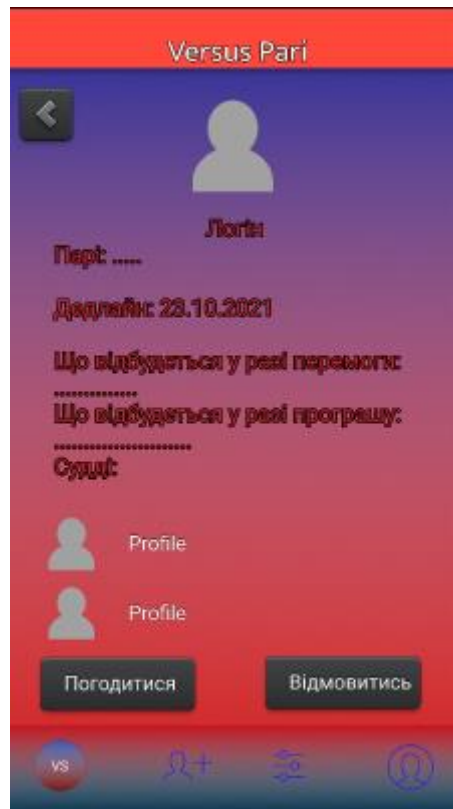 Versus Pari
Логін
Парі: .....
Дедлайн: 23.10.2021
Що відбудеться у разі перемоги:
..............
Що відбудеться у разі програшу:
.......................
Судді:
Profile
Profile
Погодитися Відмовитись
VS